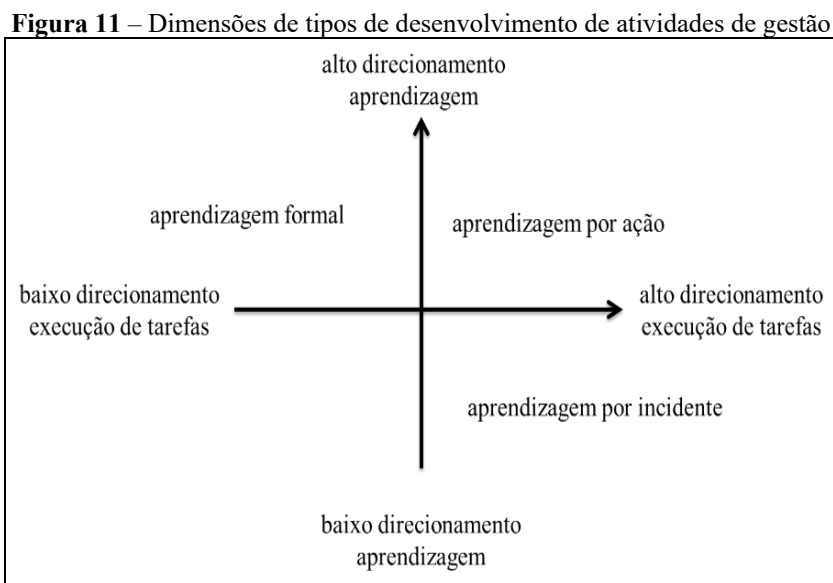 Figura 11 – Dimensões de tipos de desenvolvimento de atividades de gestão
alto direcionamento
aprendizagem
aprendizagem formal
aprendizagem por ação
baixo direcionamento
execução de tarefas
alto direcionamento
execução de tarefas
aprendizagem por incidente
baixo direcionamento
aprendizagem